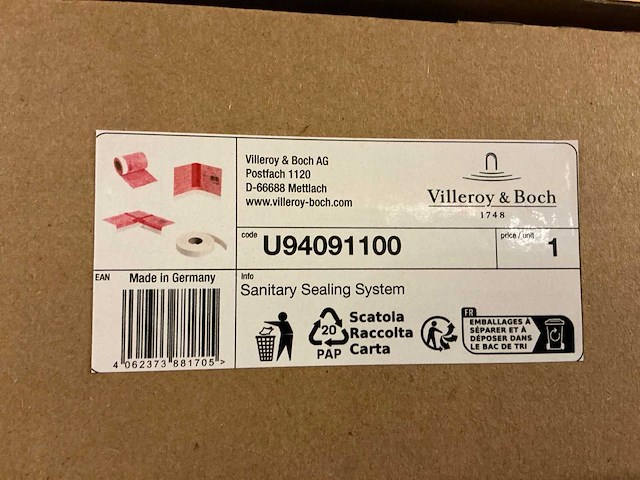 Villeroy & Boch AG
Postfach 1120
D-66688 Mettlach
www.villeroy-boch.com
Villeroy & Boch
1748
code
U94091100
price / unit
1
EAN
Made in Germany
4 062373 881705 >
Info
Sanitary Sealing System
20
PAP
Scatola
Raccolta
Carta
FR
EMBALLAGES À
SÉPARER ET À
DÉPOSER DANS
LE BAC DE TRI